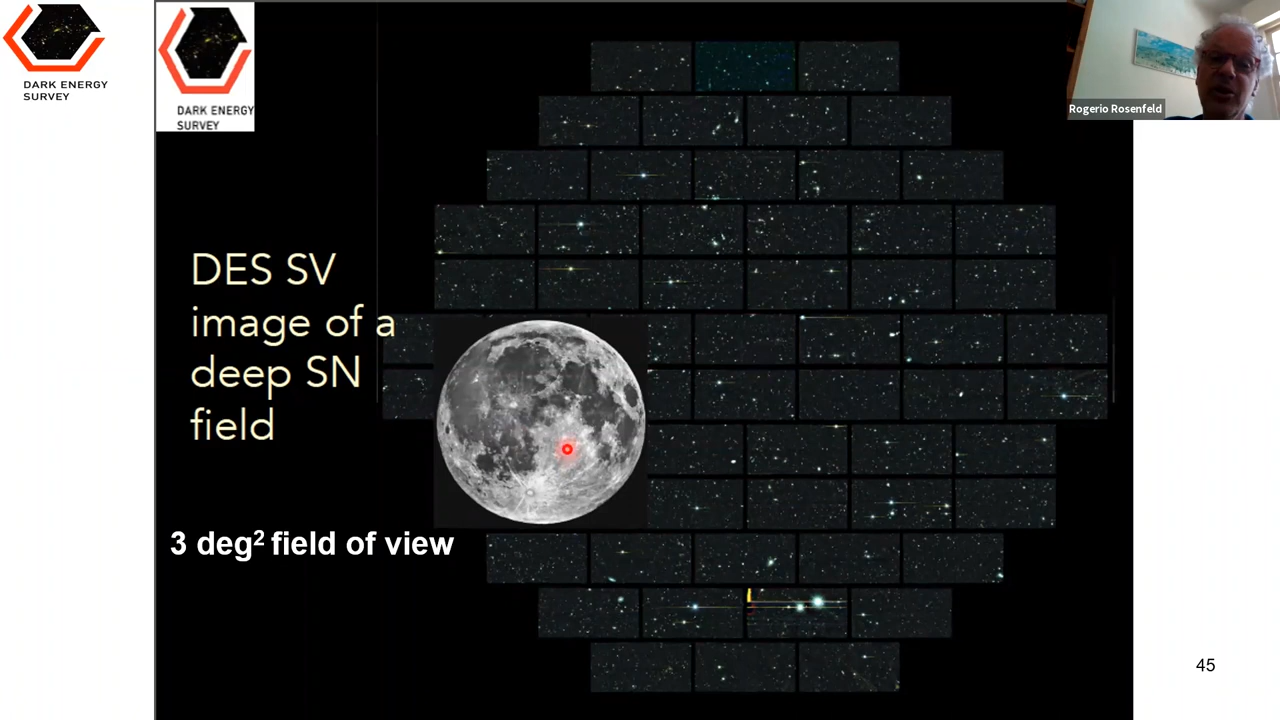 DARK ENERGY
SURVEY
DARK ENERGY
SURVEY
Rogerio Rosenfeld
DES SV
image of a
deep SN
field
3 deg² field of view
45